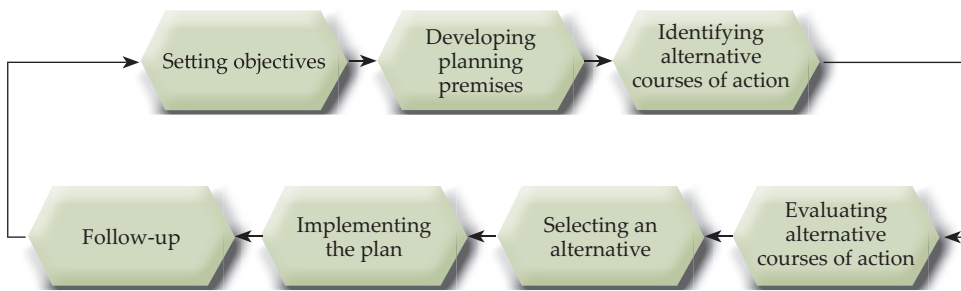 Setting objectives
Developing
planning
premises
Identifying
alternative
courses of action
Evaluating
alternative
courses of action
Selecting an
alternative
Implementing
the plan
Follow-up